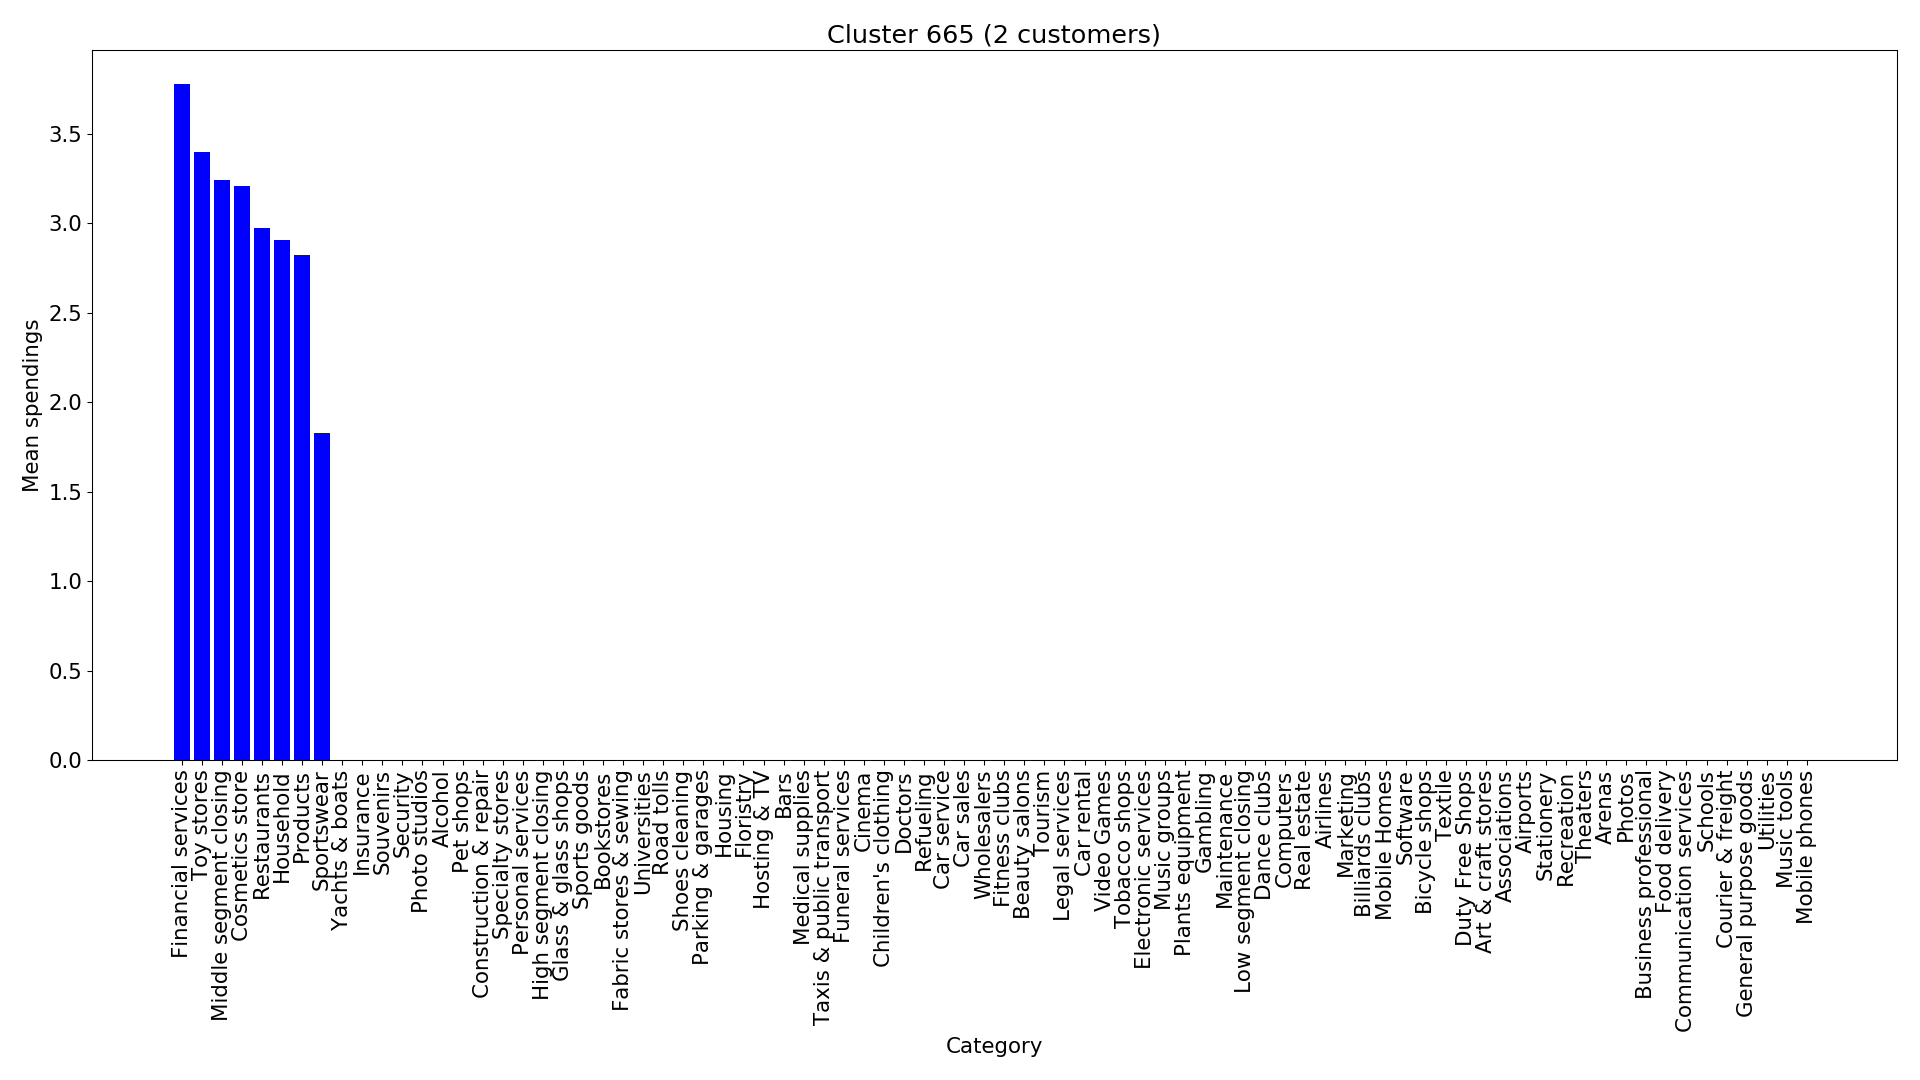 Cluster 665 (2 customers)
Mean spendings
3.5
3.0
2.5
2.0
1.5
1.0
0.5
0.0
Financial services
Toy stores
Middle segment closing
Cosmetics store
Restaurants
Household
Products
Sportswear
Yachts & boats
Insurance
Souvenirs
Security
Photo studios
Alcohol
Pet shops
Construction & repair
Specialty stores
Personal services
High segment closing
Glass & glass shops
Sports goods
Bookstores
Fabric stores & sewing
Universities
Road tolls
Shoes cleaning
Parking & garages
Housing
Floristry
Hosting & TV
Bars
Medical supplies
Taxis & public transport
Funeral services
Cinema
Children's clothing
Doctors
Refueling
Car service
Car sales
Wholesalers
Fitness clubs
Beauty salons
Tourism
Legal services
Car rental
Video Games
Tobacco shops
Electronic services
Music groups
Plants equipment
Gambling
Maintenance
Low segment closing
Dance clubs
Computers
Real estate
Airlines
Marketing
Billiards clubs
Mobile Homes
Software
Bicycle shops
Textile
Duty Free Shops
Art & craft stores
Associations
Airports
Stationery
Recreation
Theaters
Arenas
Photos
Business professional
Food delivery
Communication services
Schools
Courier & freight
General purpose goods
Utilities
Music tools
Mobile phones
Category